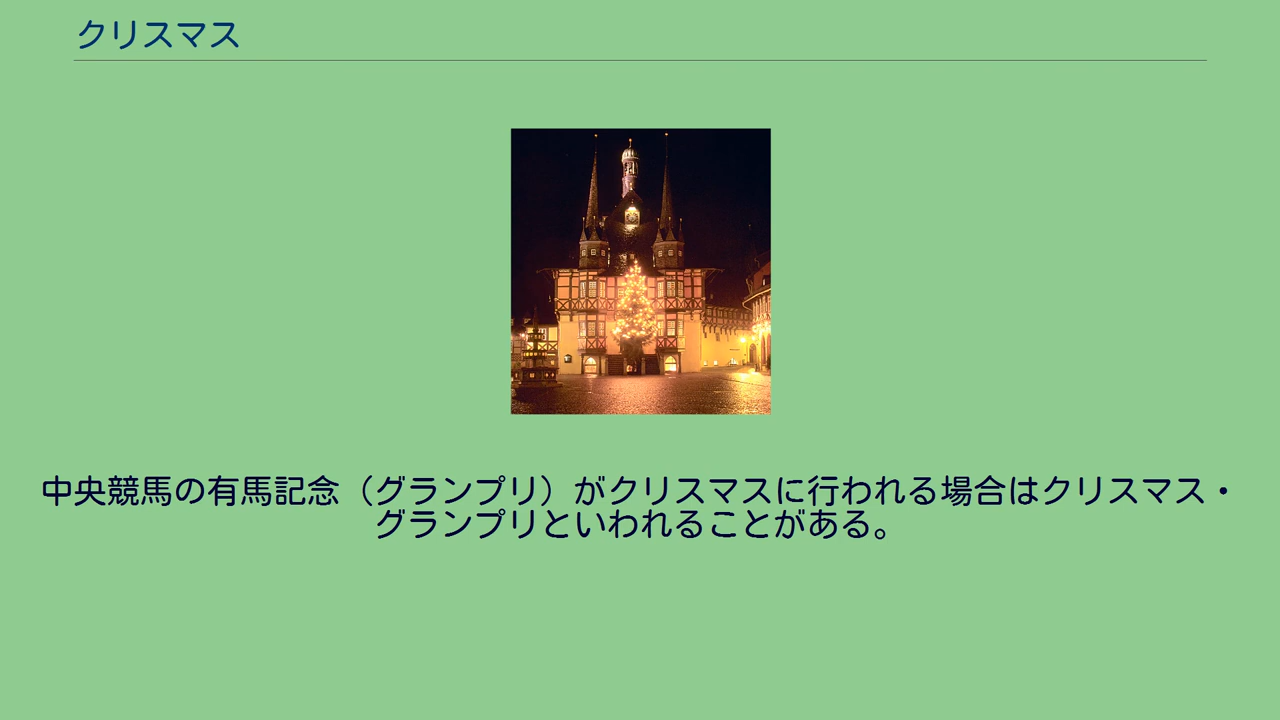 クリスマス
中央競馬の有馬記念（グランプリ）がクリスマスに行われる場合はクリスマス・
グランプリといわれることがある。